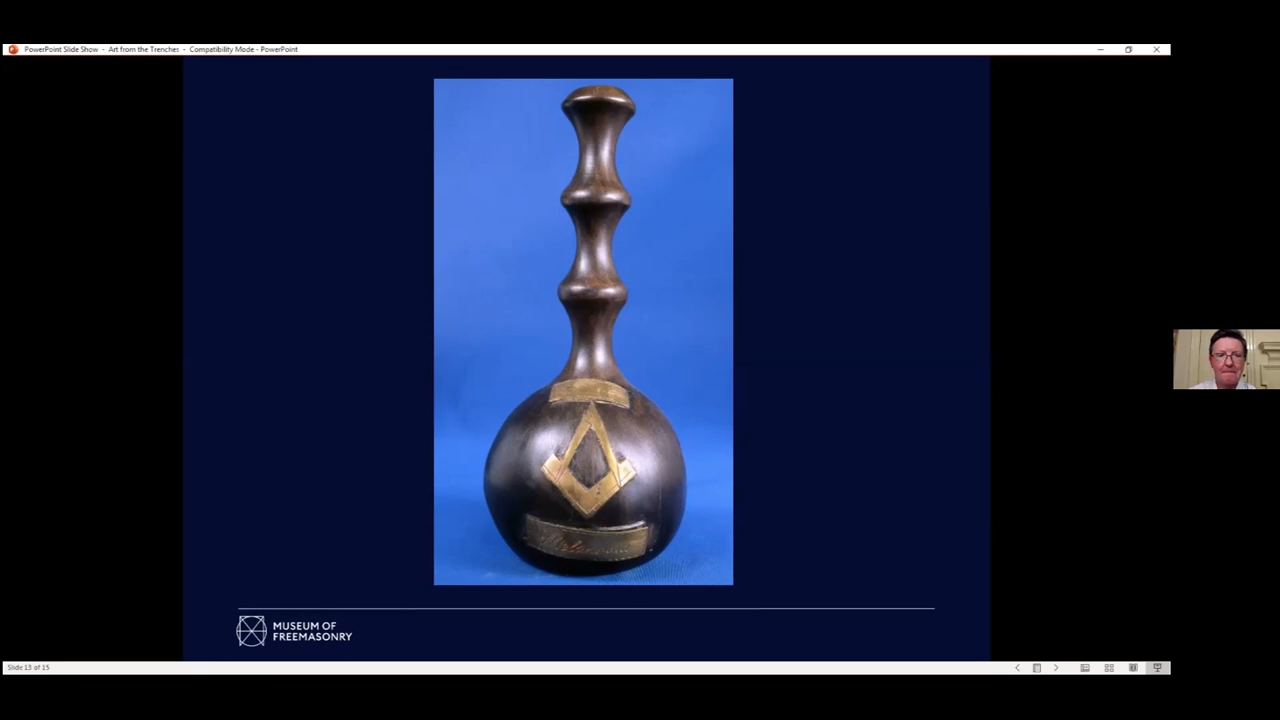 PowerPoint Slide Show - Art from the Trenches - Compatibility Mode - PowerPoint
MUSEUM OF
FREEMASONRY
Slide 13 of 15